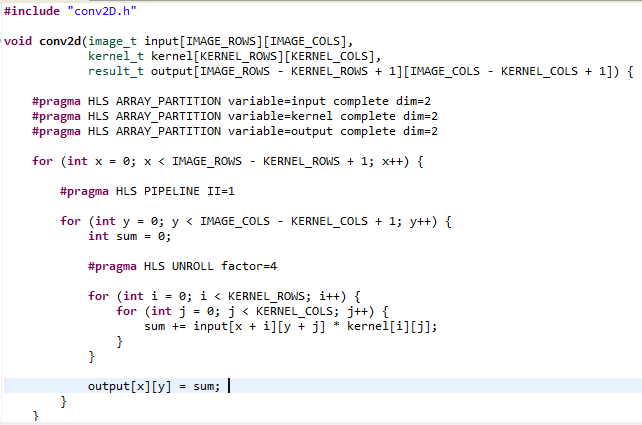 #include "conv2D.h"
void conv2d(image_t input[IMAGE_ROWS][IMAGE_COLS],
kernel_t kernel[KERNEL_ROWS][KERNEL_COLS],
result_t output[IMAGE_ROWS - KERNEL_ROWS + 1][IMAGE_COLS - KERNEL_COLS + 1]) {
#pragma HLS ARRAY_PARTITION variable=input complete dim=2
#pragma HLS ARRAY_PARTITION variable=kernel complete dim=2
#pragma HLS ARRAY_PARTITION variable=output complete dim=2
for (int x = 0; x < IMAGE_ROWS - KERNEL_ROWS + 1; x++) {
#pragma HLS PIPELINE II=1
for (int y = 0; y < IMAGE_COLS - KERNEL_COLS + 1; y++) {
int sum = 0;
#pragma HLS UNROLL factor=4
for (int i = 0; i < KERNEL_ROWS; i++) {
for (int j = 0; j < KERNEL_COLS; j++) {
sum += input[x + i][y + j] * kernel[i][j];
}
}
output[x][y] = sum;
}
}